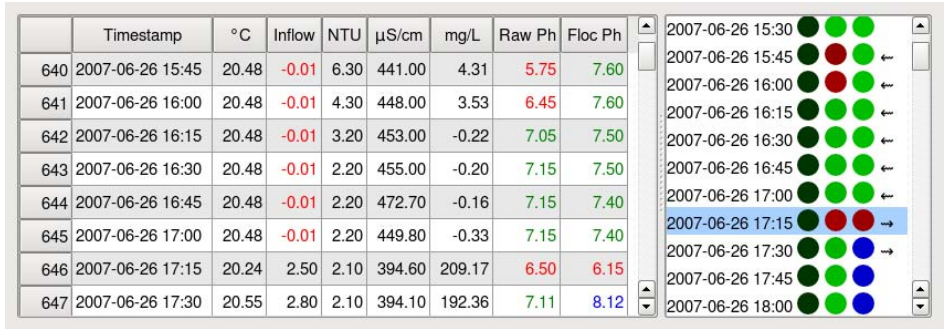 Timestamp °C Inflow NTU µS/cm mg/L Raw Ph Floc Ph
640 2007-06-26 15:45 20.48 -0.01 6.30 441.00 4.31 5.75 7.60
641 2007-06-26 16:00 20.48 -0.01 4.30 448.00 3.53 6.45 7.60
642 2007-06-26 16:15 20.48 -0.01 3.20 453.00 -0.22 7.05 7.50
643 2007-06-26 16:30 20.48 -0.01 2.20 455.00 -0.20 7.15 7.50
644 2007-06-26 16:45 20.48 -0.01 2.20 472.70 -0.16 7.15 7.40
645 2007-06-26 17:00 20.48 -0.01 2.20 449.80 -0.33 7.15 7.40
646 2007-06-26 17:15 20.24 2.50 2.10 394.60 209.17 6.50 6.15
647 2007-06-26 17:30 20.55 2.80 2.10 394.10 192.36 7.11 8.12
2007-06-26 15:30
2007-06-26 15:45 ←
2007-06-26 16:00 ←
2007-06-26 16:15 ←
2007-06-26 16:30 ←
2007-06-26 16:45 ←
2007-06-26 17:00 ←
2007-06-26 17:15 →
2007-06-26 17:30 →
2007-06-26 17:45
2007-06-26 18:00